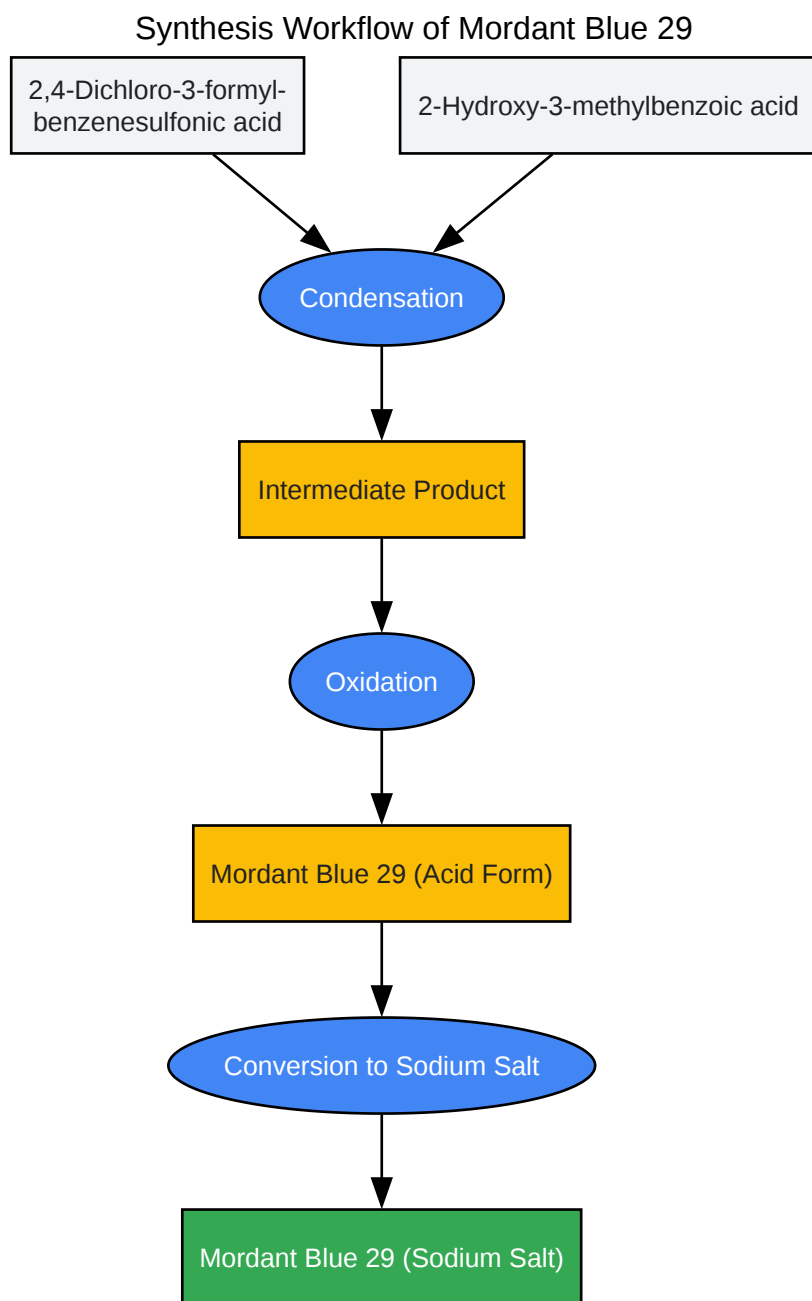 Synthesis Workflow of Mordant Blue 29
2,4-Dichloro-3-formyl-
benzenesulfonic acid
2-Hydroxy-3-methylbenzoic acid
Condensation
Intermediate Product
Oxidation
Mordant Blue 29 (Acid Form)
Conversion to Sodium Salt
Mordant Blue 29 (Sodium Salt)